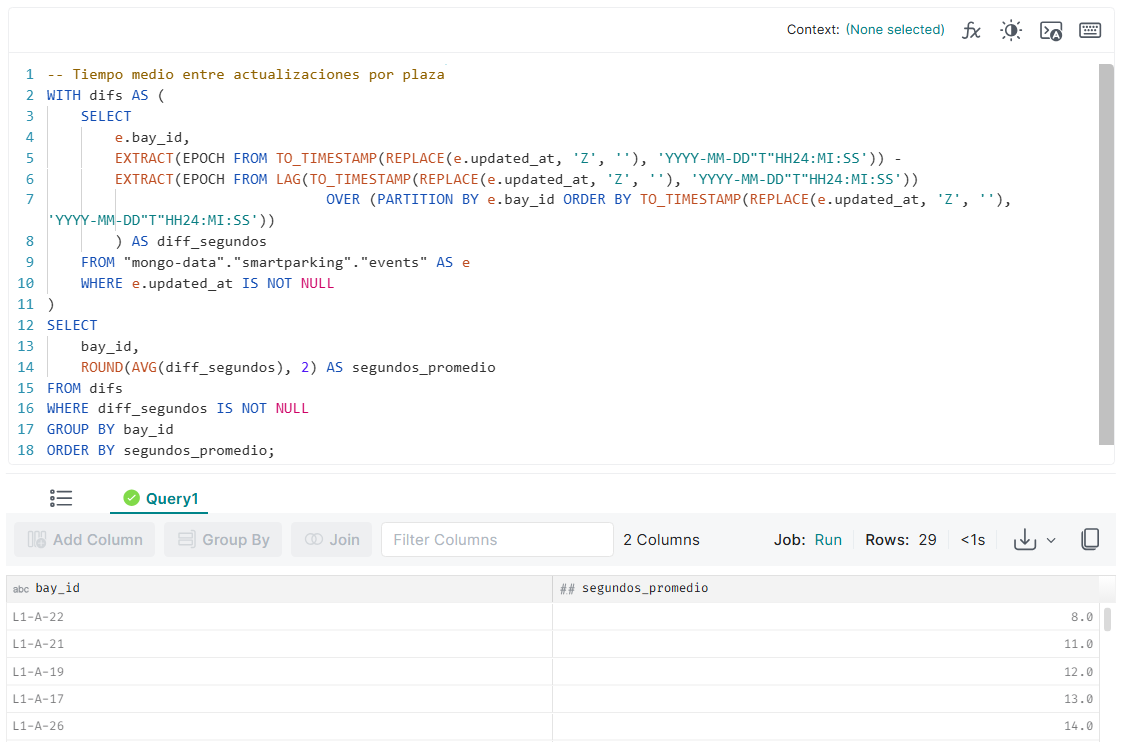 Context: (None selected) fx
1 -- Tiempo medio entre actualizaciones por plaza
2 WITH difs AS (
3 SELECT
4 e.bay_id,
5 EXTRACT(EPOCH FROM TO_TIMESTAMP(REPLACE(e.updated_at, 'Z', ''), 'YYYY-MM-DD"T"HH24:MI:SS')) -
6 EXTRACT(EPOCH FROM LAG(TO_TIMESTAMP(REPLACE(e.updated_at, 'Z', ''), 'YYYY-MM-DD"T"HH24:MI:SS'))
7 OVER (PARTITION BY e.bay_id ORDER BY TO_TIMESTAMP(REPLACE(e.updated_at, 'Z', ''),
'YYYY-MM-DD"T"HH24:MI:SS'))
8 ) AS diff_segundos
9 FROM "mongo-data"."smartparking"."events" AS e
10 WHERE e.updated_at IS NOT NULL
11 )
12 SELECT
13 bay_id,
14 ROUND(AVG(diff_segundos), 2) AS segundos_promedio
15 FROM difs
16 WHERE diff_segundos IS NOT NULL
17 GROUP BY bay_id
18 ORDER BY segundos_promedio;
Query1
Add Column Group By Join Filter Columns 2 Columns Job: Run Rows: 29 <1s
abc bay_id ## segundos_promedio
L1-A-22 8.0
L1-A-21 11.0
L1-A-19 12.0
L1-A-17 13.0
L1-A-26 14.0